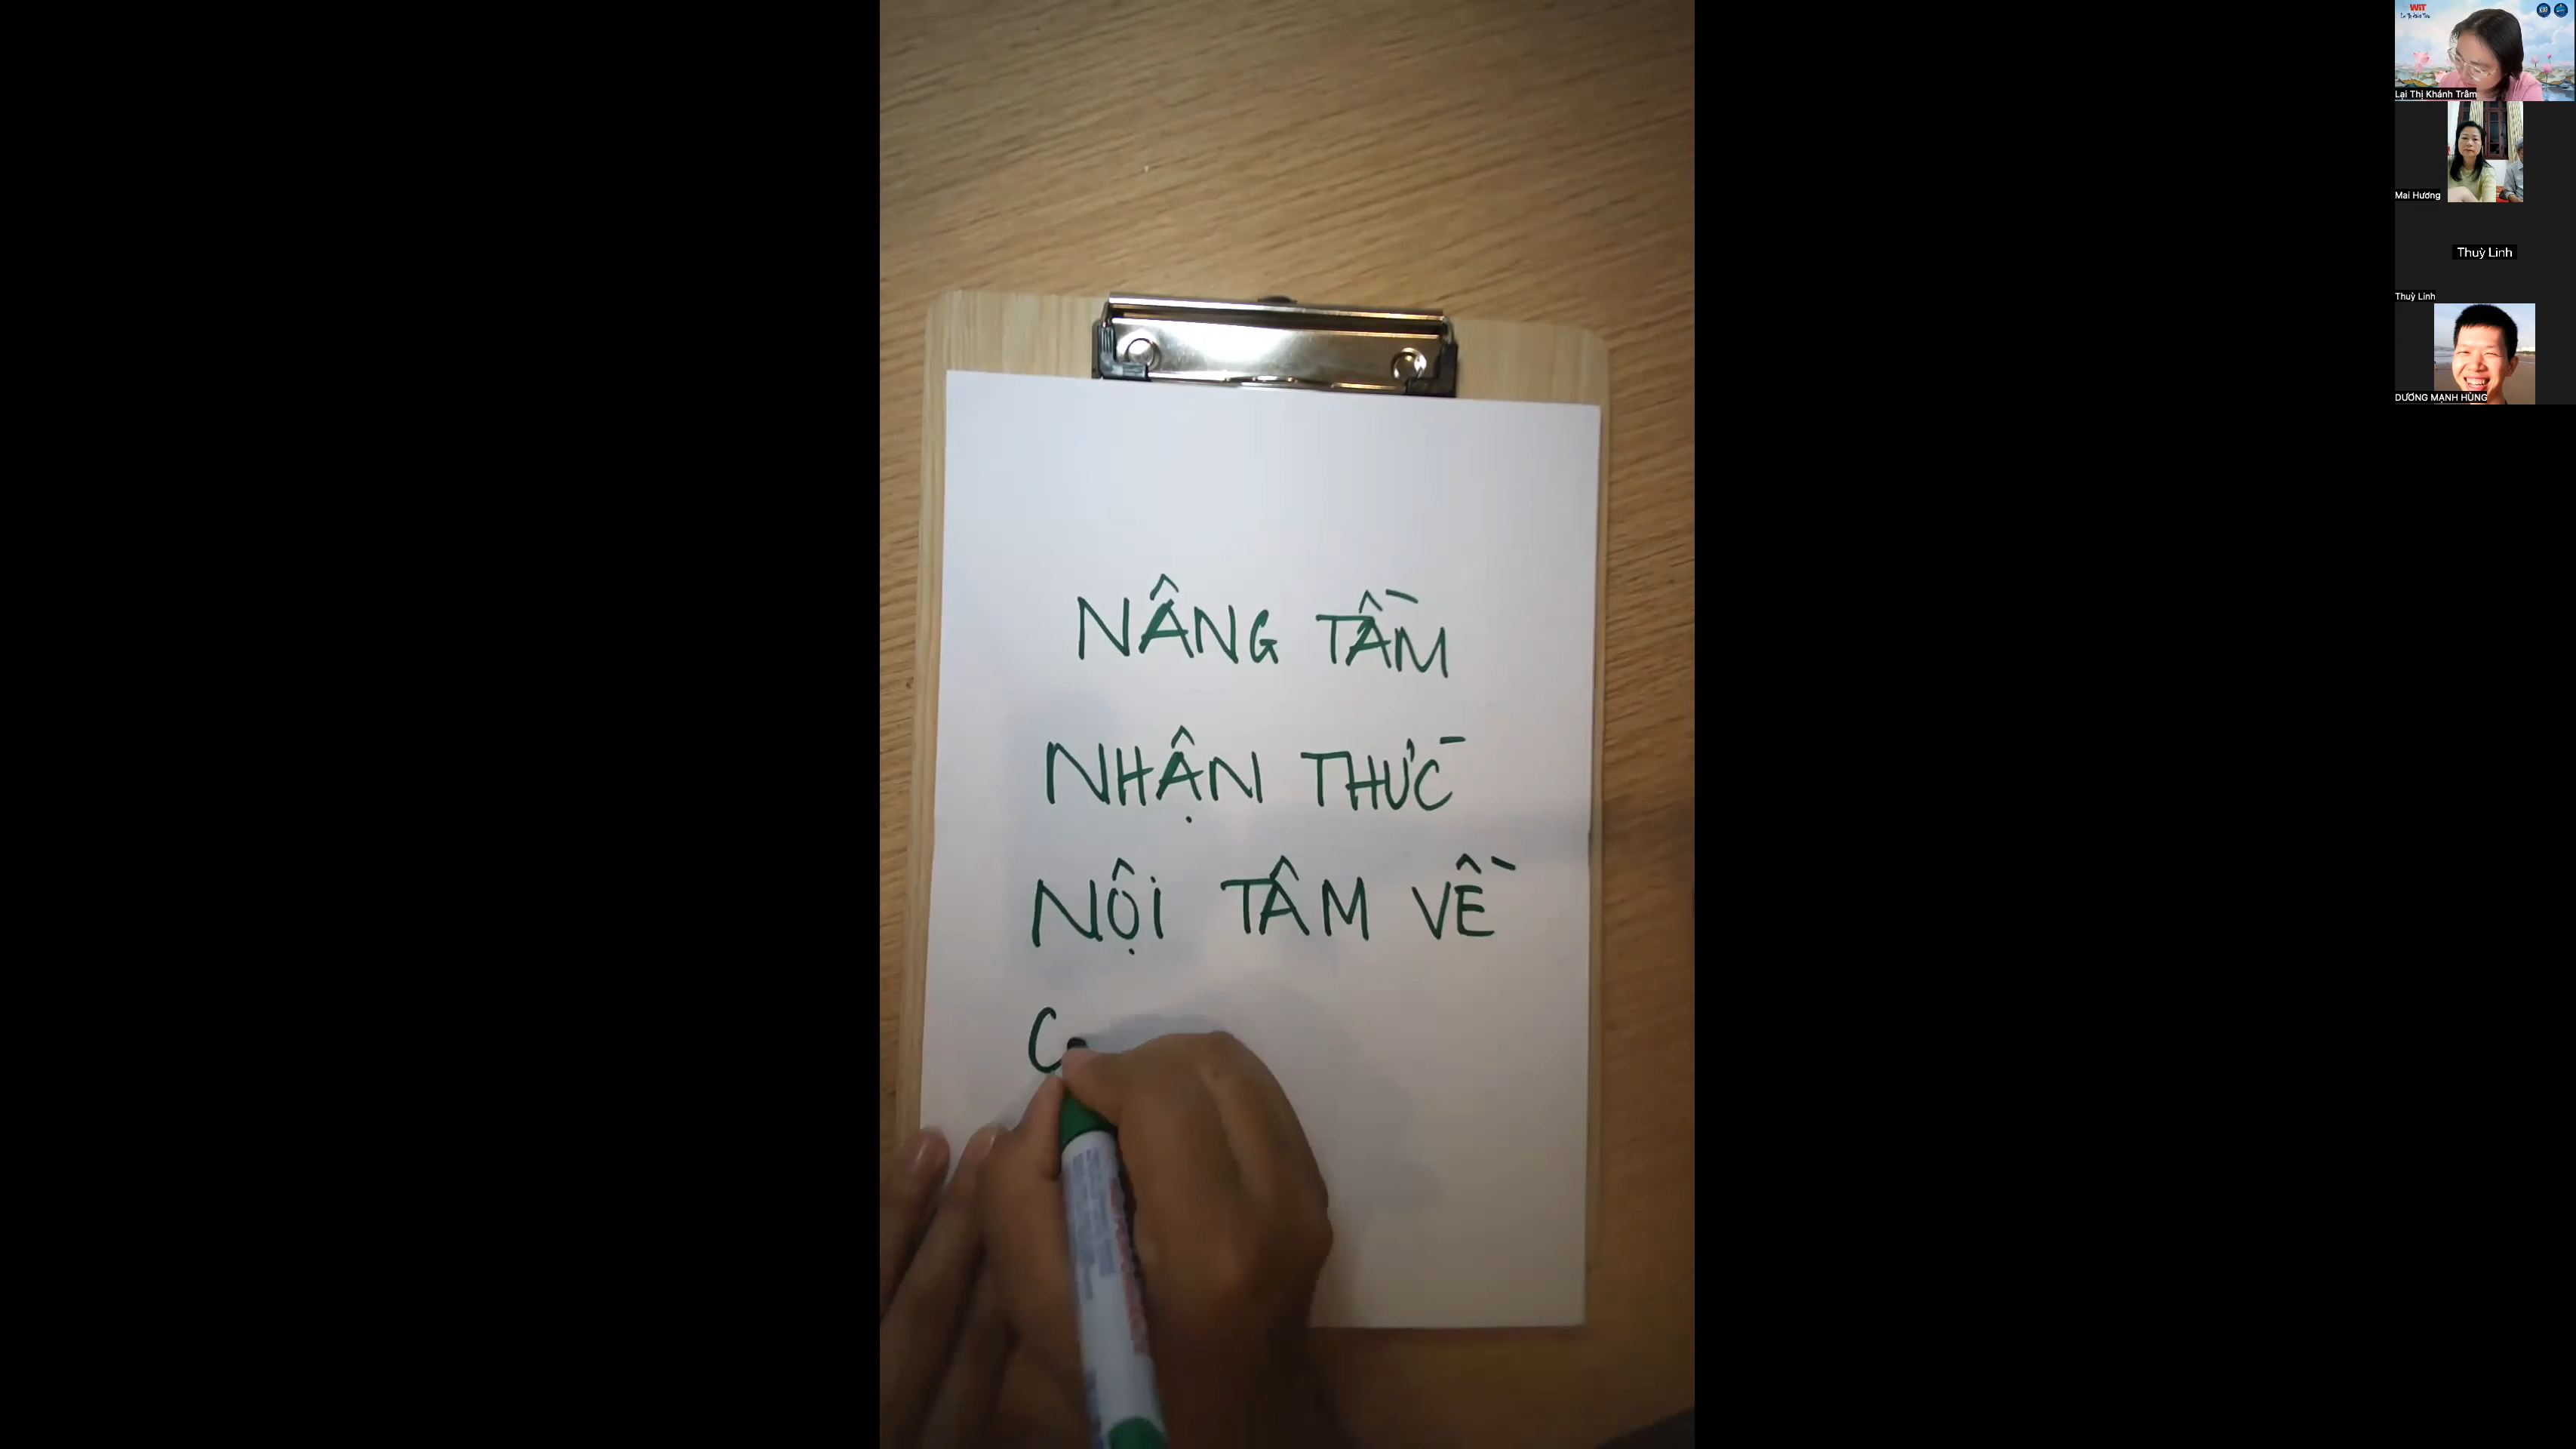 NÂNG TẦM
NHẬN THỨC
NỘI TÂM VỀ
C
WIT
Lại Thị Khánh Trâm
Mai Hương
Thuỳ Linh
Thuỳ Linh
DƯƠNG MẠNH HÙNG